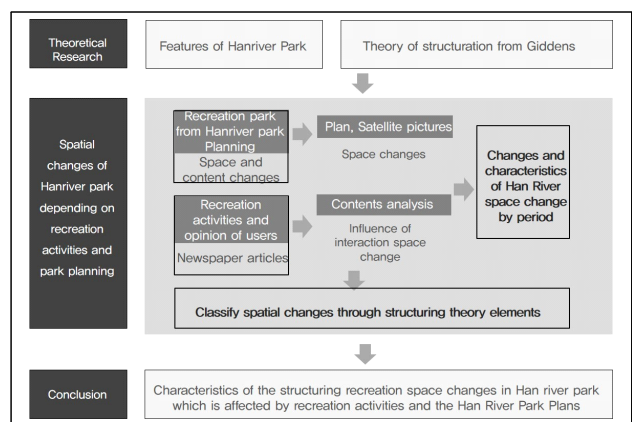 Theoretical
Research
Features of Hanriver Park
Theory of structuration from Giddens
Spatial
changes of
Hanriver park
depending on
recreation
activities and
park planning
Recreation park
from Hanriver park
Planning
Space and
content changes
Plan, Satellite pictures
Space changes
Recreation
activities and
opinion of users
Newspaper articles
Contents analysis
Influence of
interaction space
change
Changes and
characteristics
of Han River
space change
by period
Classify spatial changes through structuring theory elements
Conclusion
Characteristics of the structuring recreation space changes in Han river park
which is affected by recreation activities and the Han River Park Plans